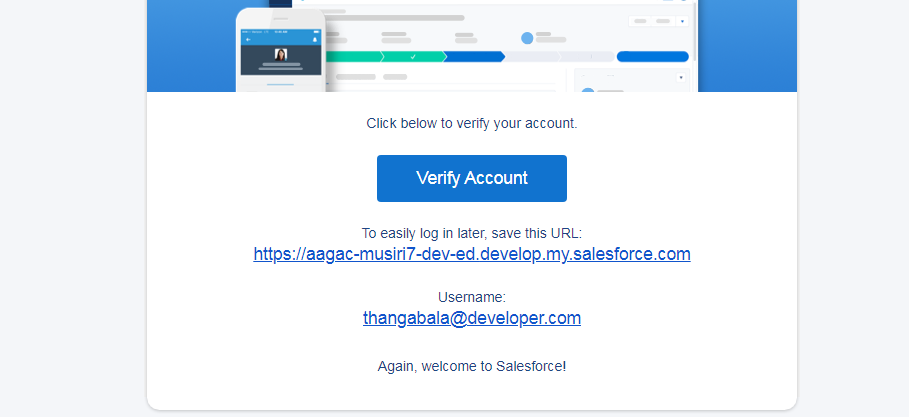 Click below to verify your account.
Verify Account
To easily log in later, save this URL:
https://aagac-musiri7-dev-ed.develop.my.salesforce.com
Username:
thangabala@developer.com
Again, welcome to Salesforce!